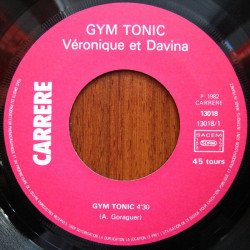 GYM TONIC
Véronique et Davina
℗ 1982
CARRERE
13018
13018/1
SACEM
45 tours
CARRERE
GYM TONIC 4'30
(A. Goraguer)